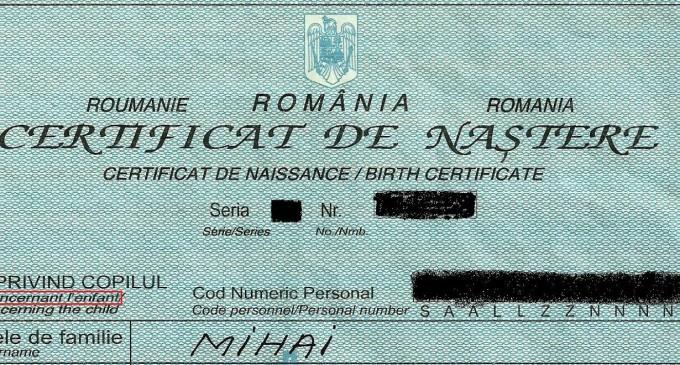 ROUMANIE ROMÂNIA ROMANIA
CERTIFICAT DE NAȘTERE
CERTIFICAT DE NAISSANCE / BIRTH CERTIFICATE
Seria Nr.
Série/Series No./Nmb.
PRIVIND COPILUL
ncernant l'enfant
cerning the child
Cod Numeric Personal
Code personnel/Personal number S A A L L Z Z N N N N
ele de familie
rname
MIHAI